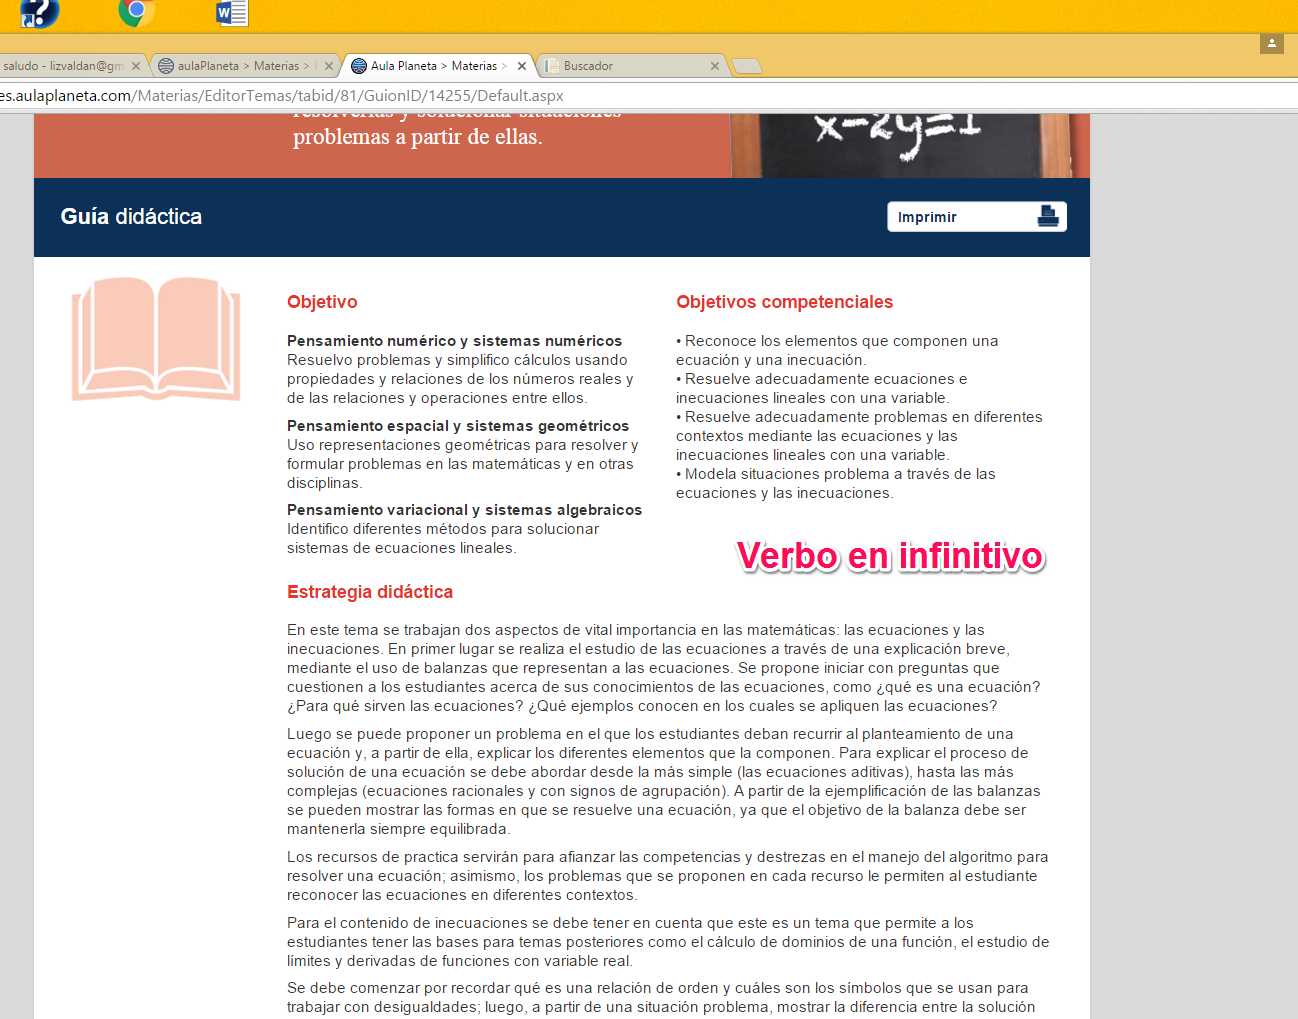 saludo - lizvaldan@gm
aulaPlaneta > Materias >
Aula Planeta > Materias >
Buscador
es.aulaplaneta.com/Materias/EditorTemas/tabid/81/GuionID/14255/Default.aspx
resolverlas y solucionar situaciones
problemas a partir de ellas.
x-2y=1
Guía didáctica
Imprimir
Objetivo
Pensamiento numérico y sistemas numéricos
Resuelvo problemas y simplifico cálculos usando
propiedades y relaciones de los números reales y
de las relaciones y operaciones entre ellos.
Pensamiento espacial y sistemas geométricos
Uso representaciones geométricas para resolver y
formular problemas en las matemáticas y en otras
disciplinas.
Pensamiento variacional y sistemas algebraicos
Identifico diferentes métodos para solucionar
sistemas de ecuaciones lineales.
Objetivos competenciales
• Reconoce los elementos que componen una
ecuación y una inecuación.
• Resuelve adecuadamente ecuaciones e
inecuaciones lineales con una variable.
• Resuelve adecuadamente problemas en diferentes
contextos mediante las ecuaciones y las
inecuaciones lineales con una variable.
• Modela situaciones problema a través de las
ecuaciones y las inecuaciones.
Verbo en infinitivo
Estrategia didáctica
En este tema se trabajan dos aspectos de vital importancia en las matemáticas: las ecuaciones y las
inecuaciones. En primer lugar se realiza el estudio de las ecuaciones a través de una explicación breve,
mediante el uso de balanzas que representan a las ecuaciones. Se propone iniciar con preguntas que
cuestionen a los estudiantes acerca de sus conocimientos de las ecuaciones, como ¿qué es una ecuación?
¿Para qué sirven las ecuaciones? ¿Qué ejemplos conocen en los cuales se apliquen las ecuaciones?
Luego se puede proponer un problema en el que los estudiantes deban recurrir al planteamiento de una
ecuación y, a partir de ella, explicar los diferentes elementos que la componen. Para explicar el proceso de
solución de una ecuación se debe abordar desde la más simple (las ecuaciones aditivas), hasta las más
complejas (ecuaciones racionales y con signos de agrupación). A partir de la ejemplificación de las balanzas
se pueden mostrar las formas en que se resuelve una ecuación, ya que el objetivo de la balanza debe ser
mantenerla siempre equilibrada.
Los recursos de practica servirán para afianzar las competencias y destrezas en el manejo del algoritmo para
resolver una ecuación; asimismo, los problemas que se proponen en cada recurso le permiten al estudiante
reconocer las ecuaciones en diferentes contextos.
Para el contenido de inecuaciones se debe tener en cuenta que este es un tema que permite a los
estudiantes tener las bases para temas posteriores como el cálculo de dominios de una función, el estudio de
límites y derivadas de funciones con variable real.
Se debe comenzar por recordar qué es una relación de orden y cuáles son los símbolos que se usan para
trabajar con desigualdades; luego, a partir de una situación problema, mostrar la diferencia entre la solución